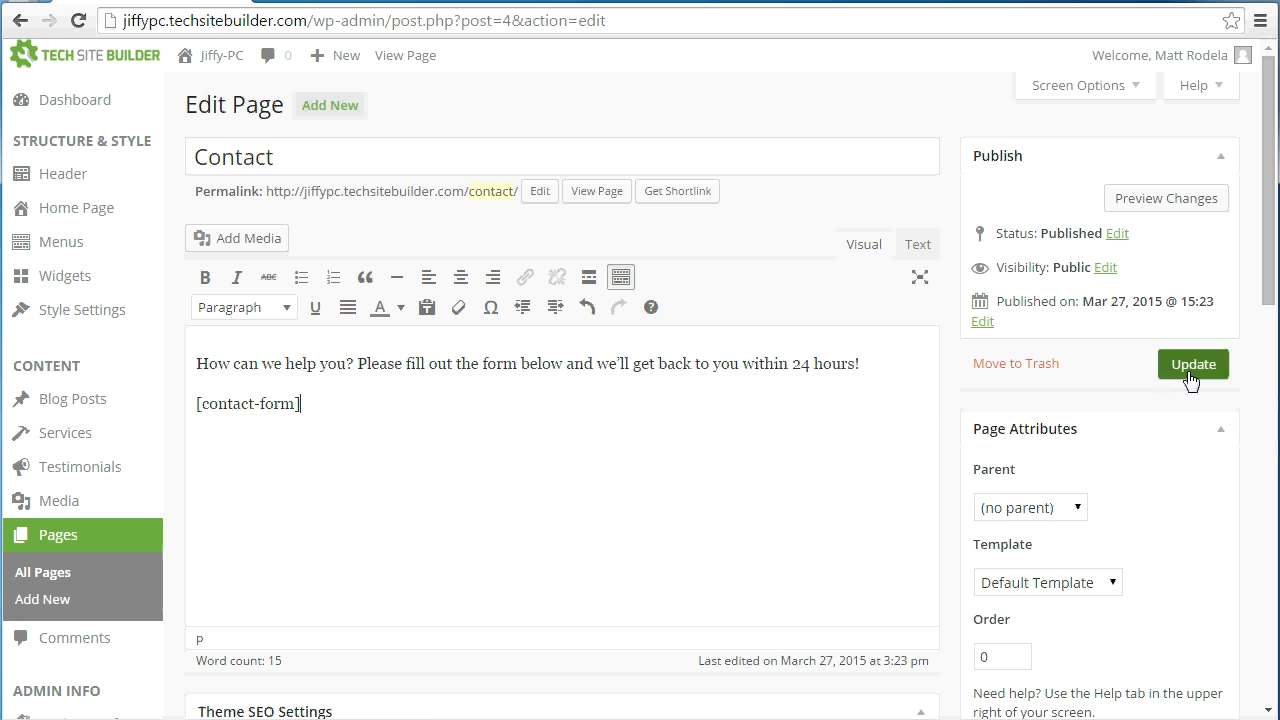 jiffypc.techsitebuilder.com/wp-admin/post.php?post=4&action=edit
TECH SITE BUILDER
Jiffy-PC
0
New
View Page
Welcome, Matt Rodela
Screen Options
Help
Dashboard
STRUCTURE & STYLE
Header
Home Page
Menus
Widgets
Style Settings
CONTENT
Blog Posts
Services
Testimonials
Media
Pages
All Pages
Add New
Comments
ADMIN INFO
Edit Page
Add New
Contact
Permalink: http://jiffypc.techsitebuilder.com/contact/ Edit View Page Get Shortlink
Add Media
Visual
Text
B I ABC
Paragraph U A Ω
How can we help you? Please fill out the form below and we’ll get back to you within 24 hours!
[contact-form]
p
Word count: 15
Last edited on March 27, 2015 at 3:23 pm
Theme SEO Settings
Publish
Preview Changes
Status: Published Edit
Visibility: Public Edit
Published on: Mar 27, 2015 @ 15:23
Edit
Move to Trash
Update
Page Attributes
Parent
(no parent)
Template
Default Template
Order
0
Need help? Use the Help tab in the upper
right of your screen.